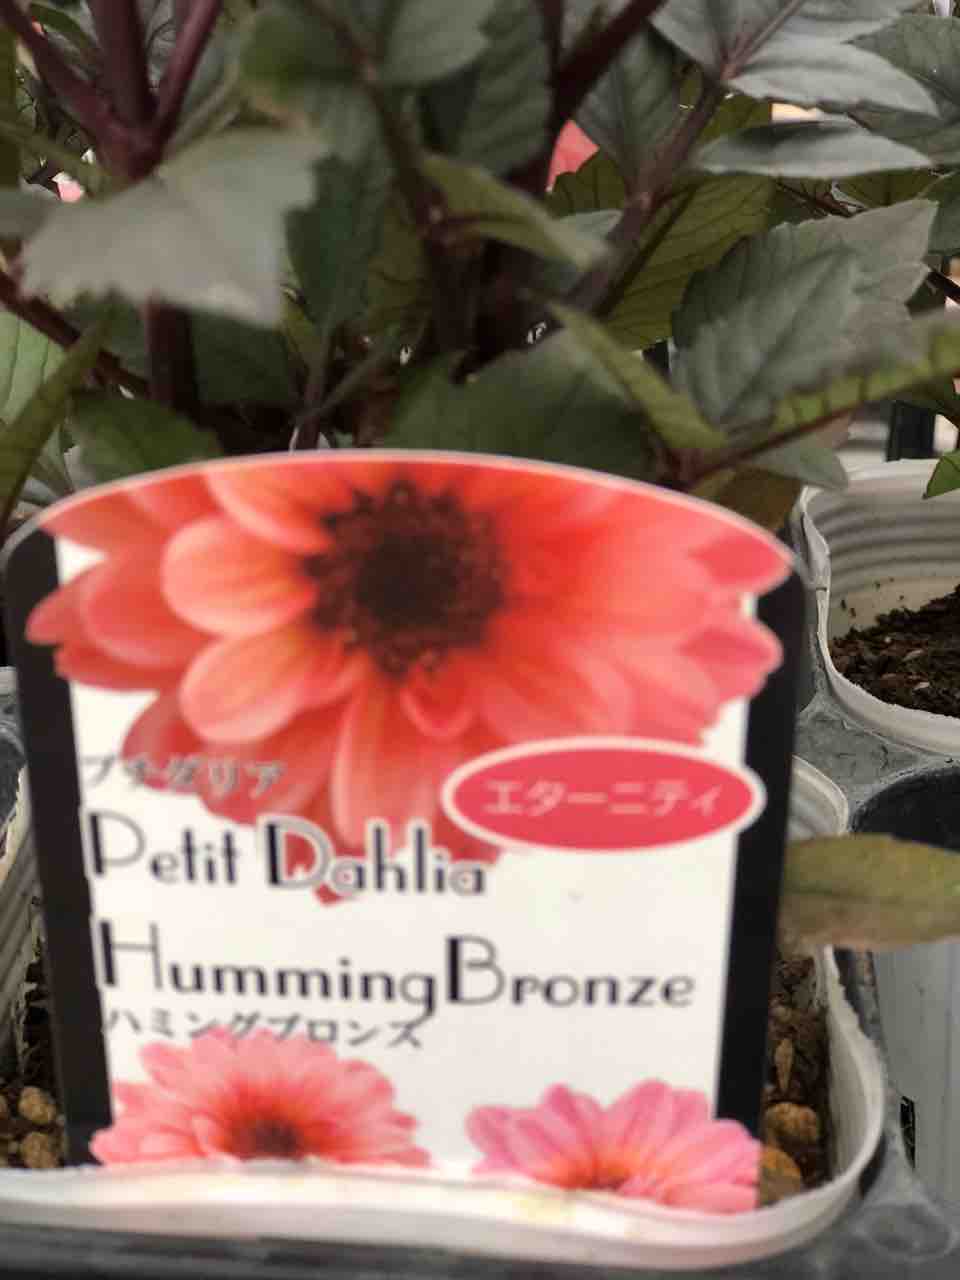 プチダリア
エターニティ
Petit Dahlia
HummingBronze
ハミングブロンズ